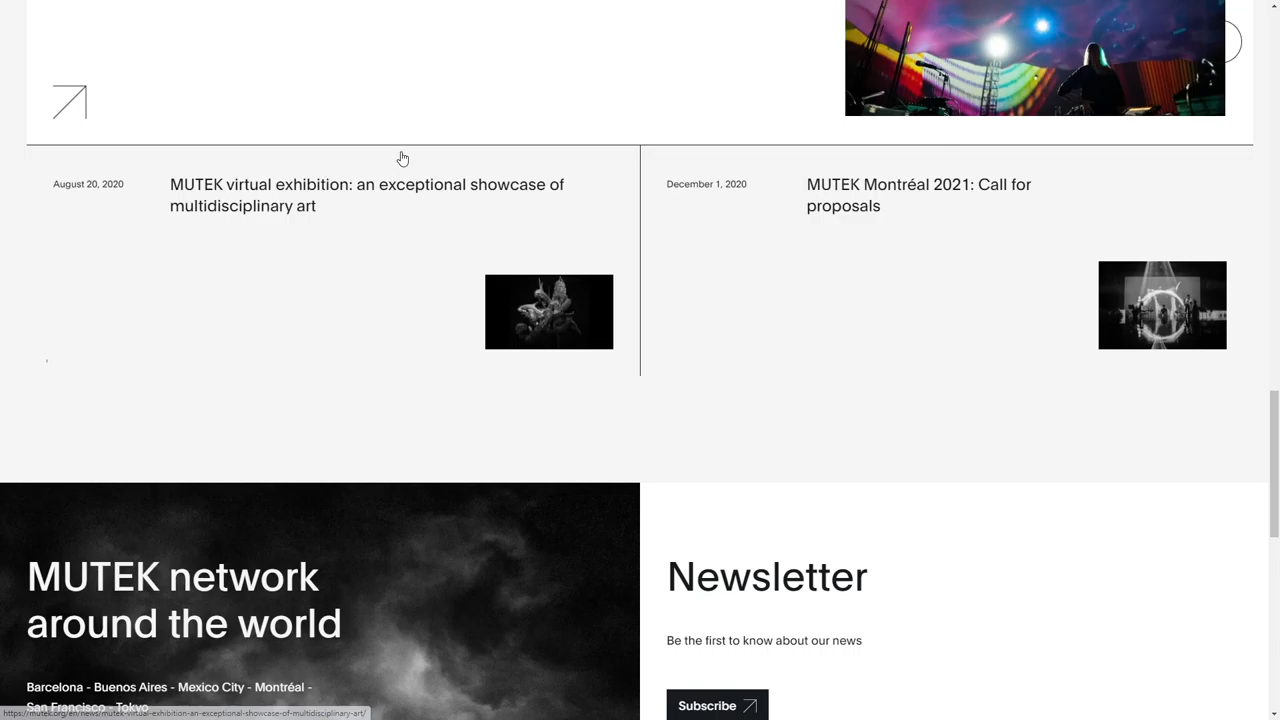 August 20, 2020
MUTEK virtual exhibition: an exceptional showcase of
multidisciplinary art
December 1, 2020
MUTEK Montréal 2021: Call for
proposals
MUTEK network
around the world
Barcelona - Buenos Aires - Mexico City - Montréal -
San Francisco - Tokyo
Newsletter
Be the first to know about our news
Subscribe
https://mutek.org/en/news/mutek-virtual-exhibition-an-exceptional-showcase-of-multidisciplinary-art/